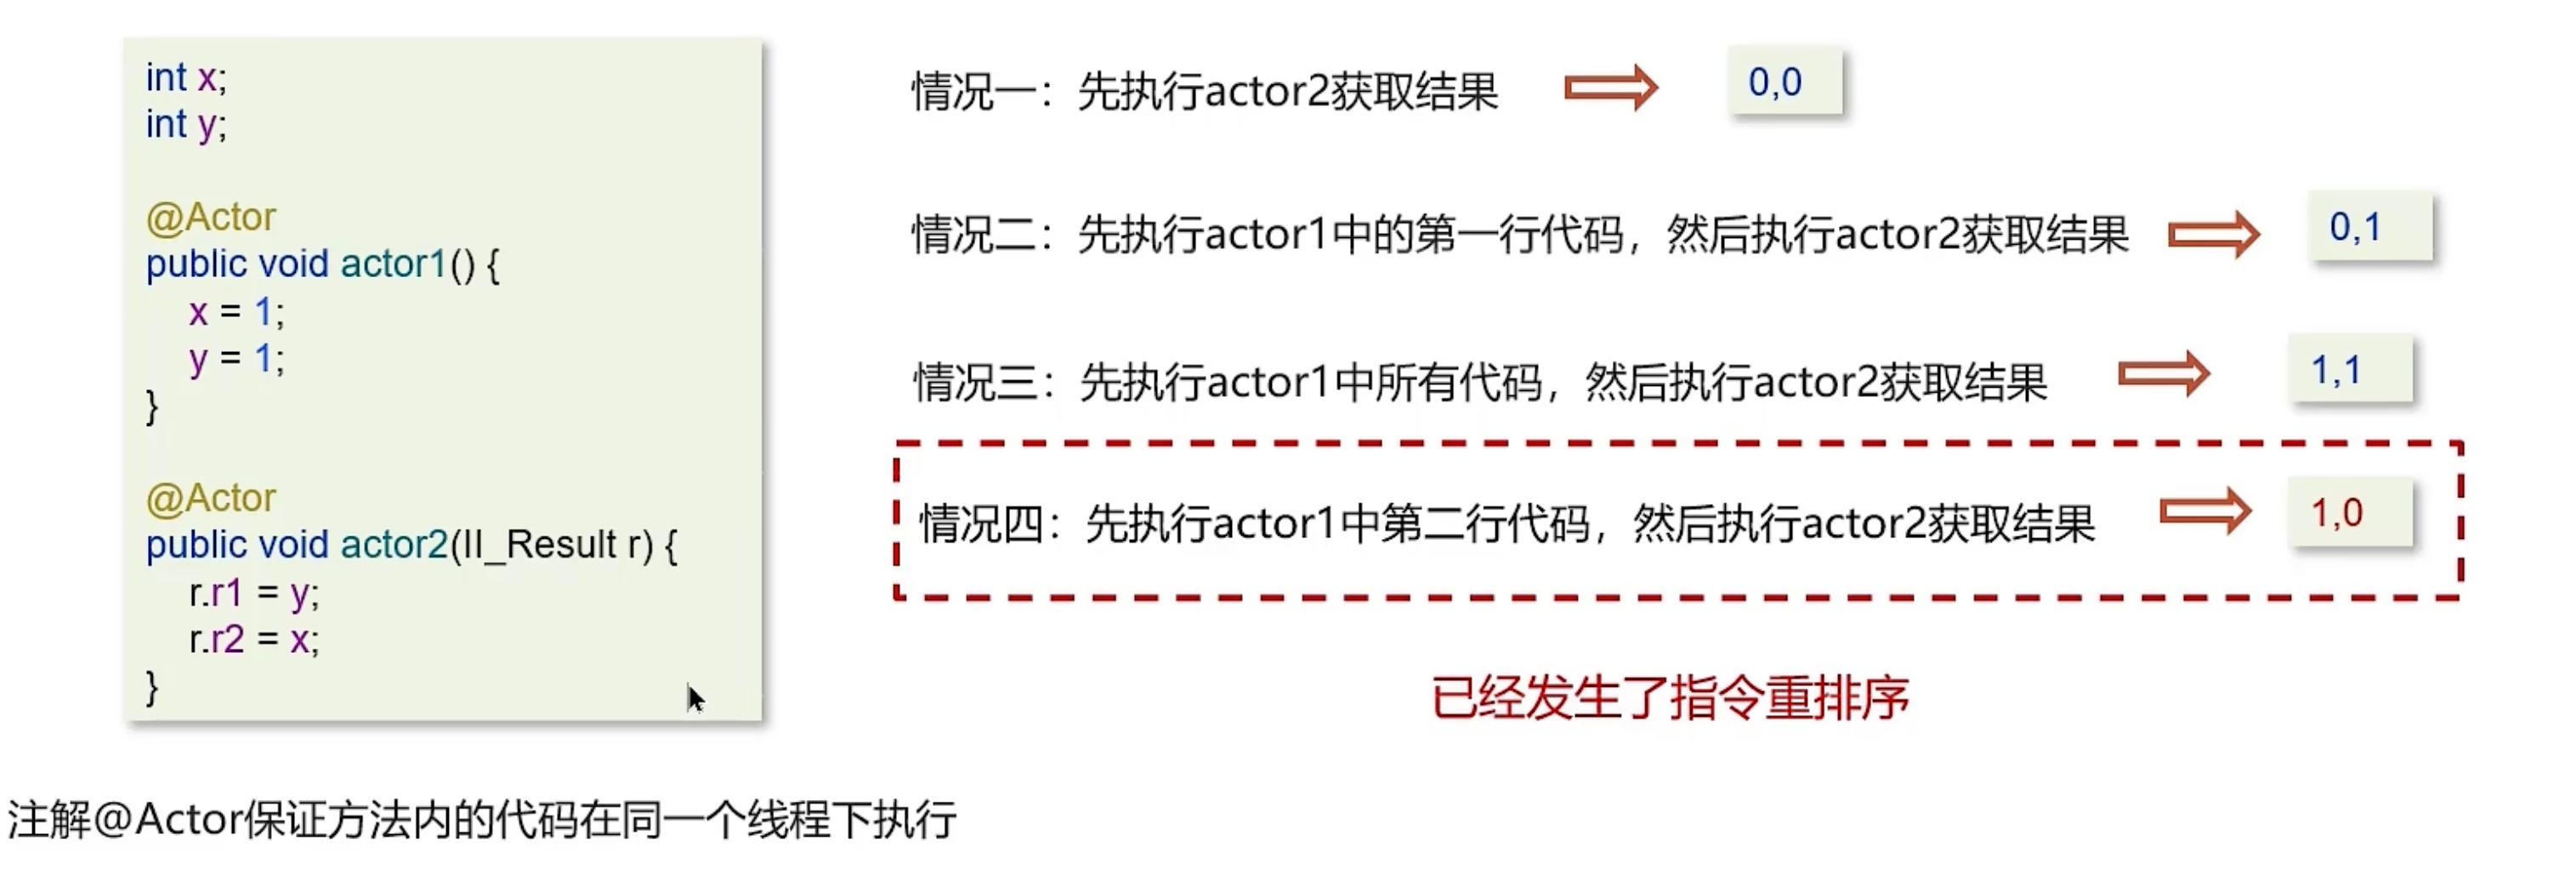 int x;
int y;
@Actor
public void actor1() {
x = 1;
y = 1;
}
@Actor
public void actor2(II_Result r) {
r.r1 = y;
r.r2 = x;
}
情况一：先执行actor2获取结果
0,0
情况二：先执行actor1中的第一行代码，然后执行actor2获取结果
0,1
情况三：先执行actor1中所有代码，然后执行actor2获取结果
1,1
情况四：先执行actor1中第二行代码，然后执行actor2获取结果
1,0
已经发生了指令重排序
注解@Actor保证方法内的代码在同一个线程下执行